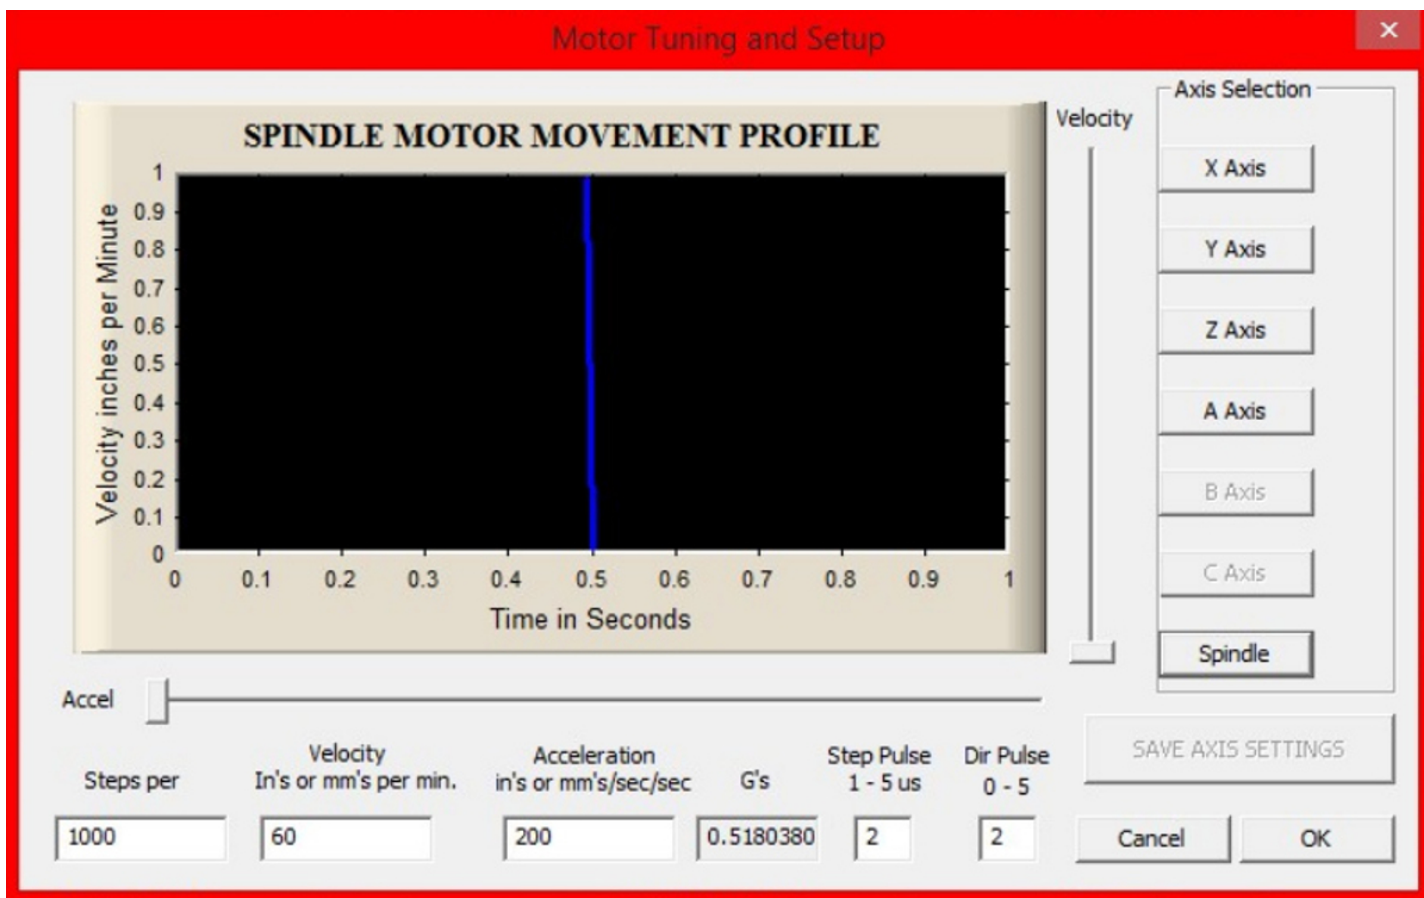 Motor Tuning and Setup
SPINDLE MOTOR MOVEMENT PROFILE
Velocity inches per Minute
1
0.9
0.8
0.7
0.6
0.5
0.4
0.3
0.2
0.1
0
0 0.1 0.2 0.3 0.4 0.5 0.6 0.7 0.8 0.9 1
Time in Seconds
Velocity
Axis Selection
X Axis
Y Axis
Z Axis
A Axis
B Axis
C Axis
Spindle
Accel
Steps per
1000
Velocity
In's or mm's per min.
60
Acceleration
in's or mm's/sec/sec
200
G's
0.5180380
Step Pulse
1 - 5 us
2
Dir Pulse
0 - 5
2
SAVE AXIS SETTINGS
Cancel
OK